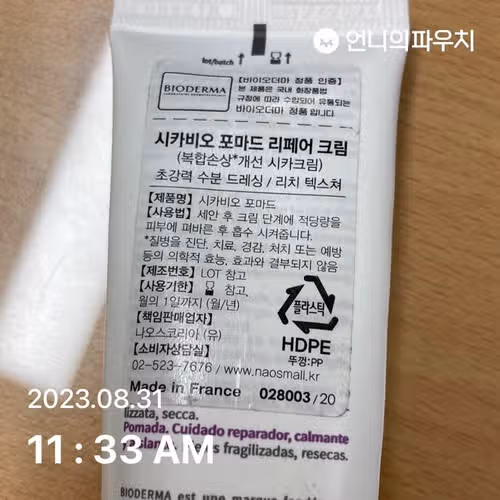 언니의파우치
lot/batch
BIODERMA
【바이오더마 정품 인증】
본 제품은 국내 화장품법
규정에 따라 수입되어 유통되는
바이오더마 정품 입니다.
시카비오 포마드 리페어 크림
(복합손상*개선 시카크림)
초강력 수분 드레싱 / 리치 텍스쳐
【제품명】 시카비오 포마드
【사용법】 세안 후 크림 단계에 적당량을
피부에 펴바른 후 흡수 시켜줍니다.
*질병을 진단, 치료, 경감, 처치 또는 예방
등의 의학적 효능, 효과와 결부되지 않음
【제조번호】 LOT 참고
【사용기한】 참고,
월의 1일까지 (월/년)
【책임판매업자】
나오스코리아 (유)
【소비자상담실】
02-523-7676 / www.naosmall.kr
플라스틱
HDPE
뚜껑:PP
Made in France 028003/20
2023.08.31
lizzata, secca.
Pomada. Cuidado reparador, calmante
11:33 AM
fragilizadas, resecas.
BIODERMA est une marque